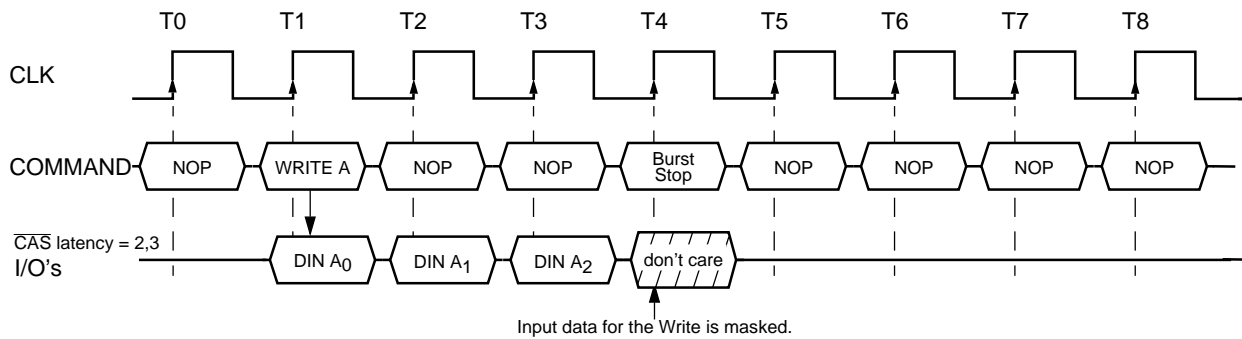 T0 T1 T2 T3 T4 T5 T6 T7 T8
CLK
COMMAND NOP WRITE A NOP NOP Burst Stop NOP NOP NOP NOP
CAS latency = 2,3
I/O's DIN A0 DIN A1 DIN A2 don't care
Input data for the Write is masked.